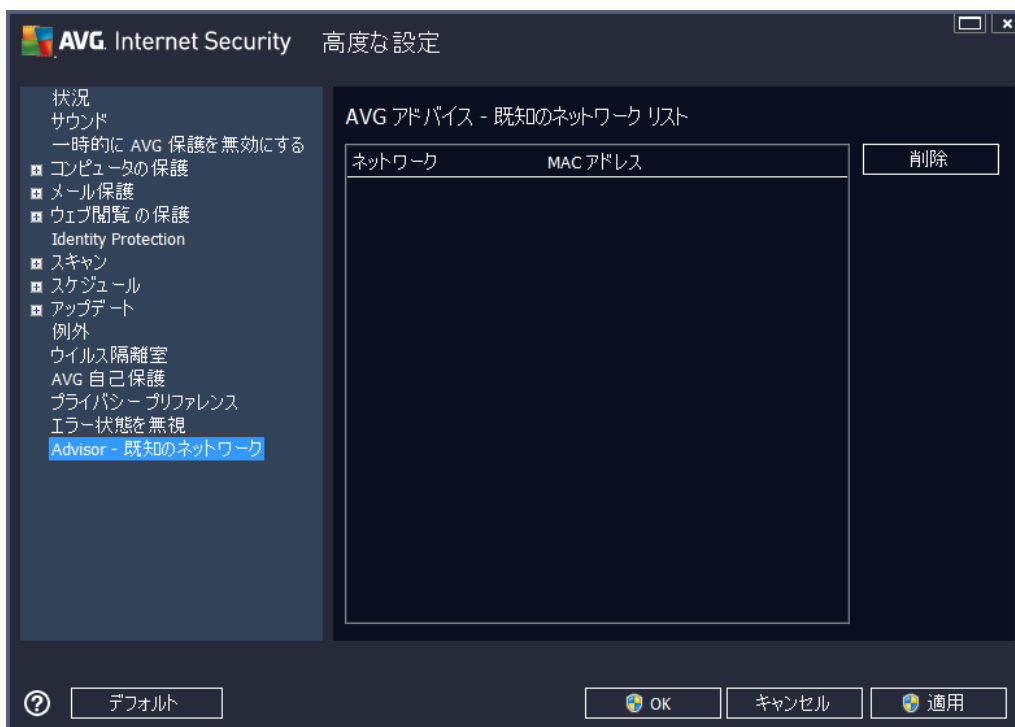 AVG. Internet Security 高度な設定
状況
サウンド
一時的に AVG 保護を無効にする
コンピュータの保護
メール保護
ウェブ閲覧 の保護
Identity Protection
スキャン
スケジュール
アップデート
例外
ウイルス隔離室
AVG 自己保護
プライバシー プリファレンス
エラー状態を無視
Advisor - 既知のネットワーク
AVG アドバイス - 既知のネットワーク リスト
ネットワーク MAC アドレス
削除
デフォルト
OK
キャンセル
適用